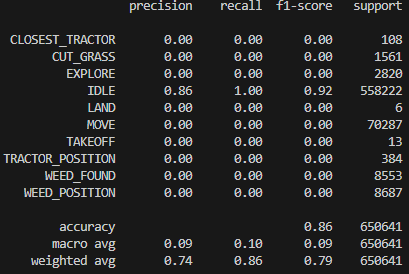 precision recall f1-score support
CLOSEST_TRACTOR 0.00 0.00 0.00 108
CUT_GRASS 0.00 0.00 0.00 1561
EXPLORE 0.00 0.00 0.00 2820
IDLE 0.86 1.00 0.92 558222
LAND 0.00 0.00 0.00 6
MOVE 0.00 0.00 0.00 70287
TAKEOFF 0.00 0.00 0.00 13
TRACTOR_POSITION 0.00 0.00 0.00 384
WEED_FOUND 0.00 0.00 0.00 8553
WEED_POSITION 0.00 0.00 0.00 8687
accuracy 0.86 650641
macro avg 0.09 0.10 0.09 650641
weighted avg 0.74 0.86 0.79 650641